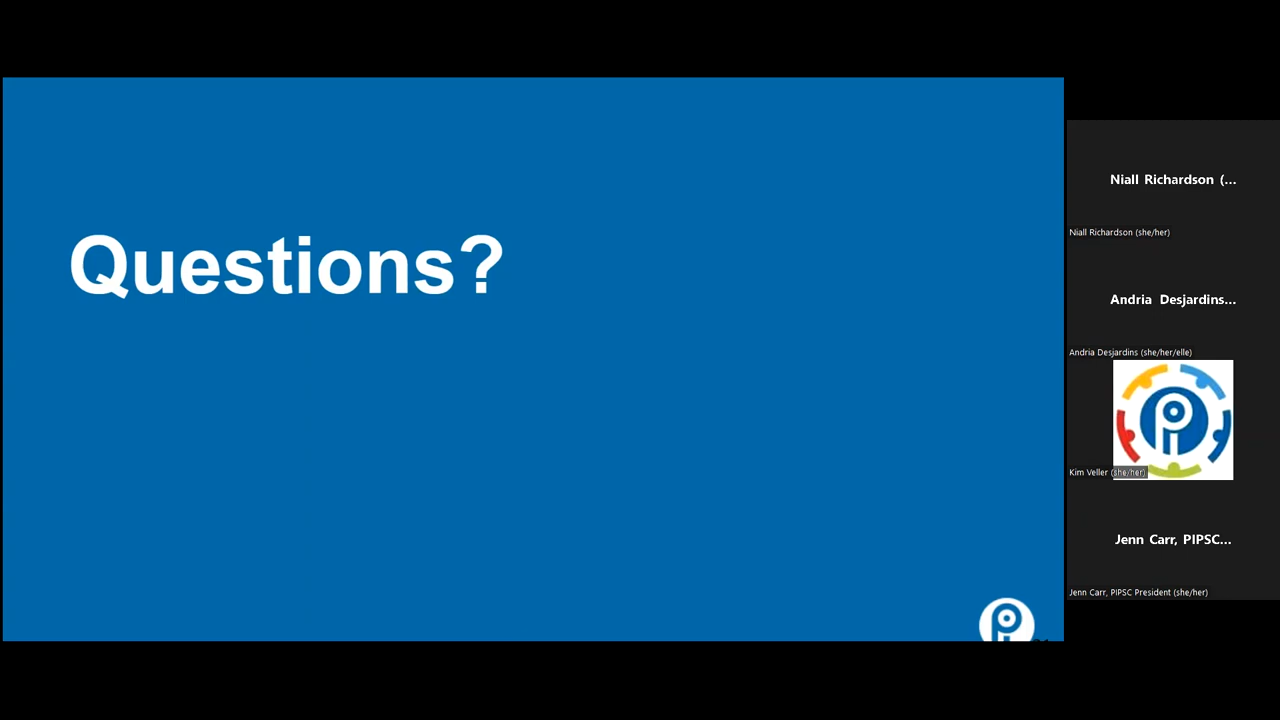 Questions?
Niall Richardson (...
Niall Richardson (she/her)
Andria Desjardins...
Andria Desjardins (she/her/elle)
Kim Veller (she/her)
Jenn Carr, PIPSC...
Jenn Carr, PIPSC President (she/her)